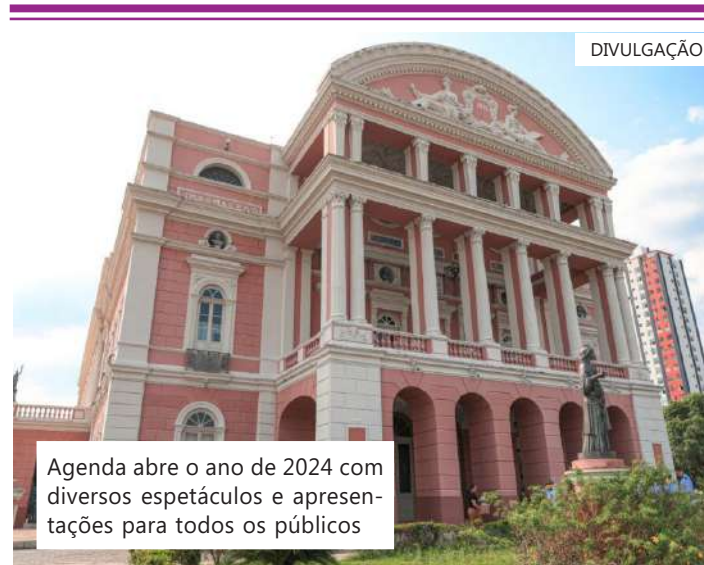 DIVULGAÇÃO
Agenda abre o ano de 2024 com
diversos espetáculos e apresen-
tações para todos os públicos